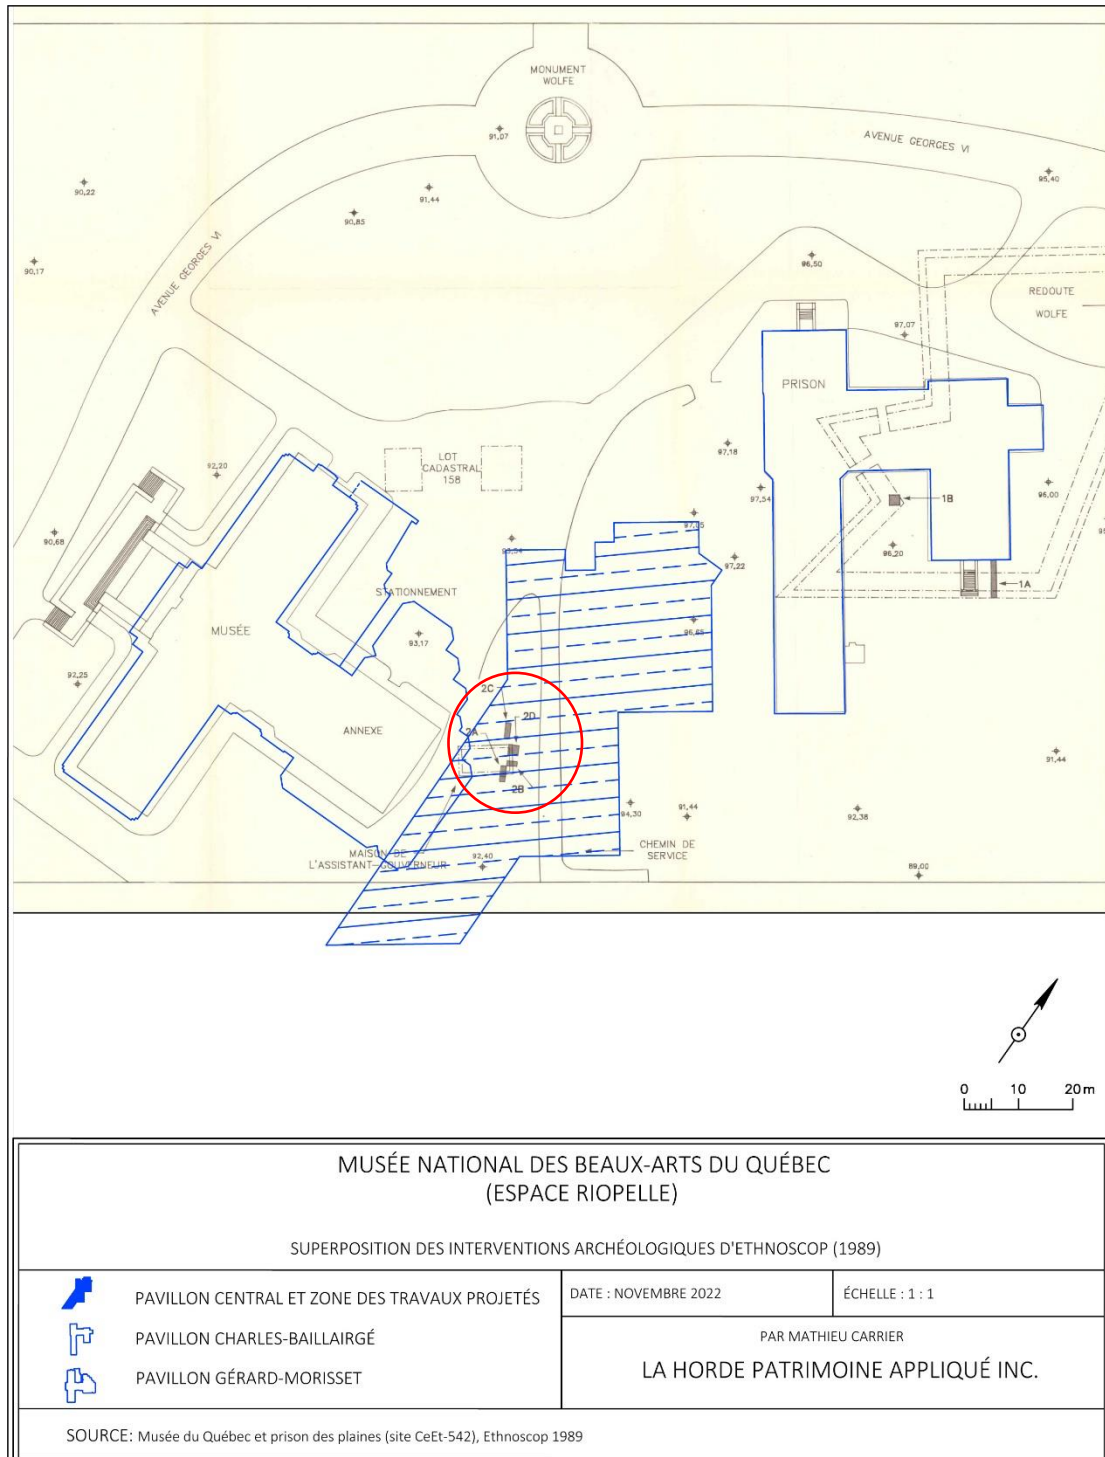 MONUMENT
WOLFE
91,07
AVENUE GEORGES VI
90,22
91,44
90,85
95,40
AVENUE GEORGES VI
90,17
96,50
REDOUTE
WOLFE
97,07
PRISON
92,20
LOT
CADASTRAL
158
97,18
97,54
96,00
1B
90,68
97,05
93,54
96,20
97,22
1A
STATIONNEMENT
MUSÉE
93,17
96,65
92,25
2C
2D
ANNEXE
2A
91,44
2B
94,30
91,44
92,38
MAISON DE
L'ASSISTANT-GOUVERNEUR
92,40
CHEMIN DE
SERVICE
89,00
0 10 20m
MUSÉE NATIONAL DES BEAUX-ARTS DU QUÉBEC
(ESPACE RIOPELLE)
SUPERPOSITION DES INTERVENTIONS ARCHÉOLOGIQUES D'ETHNOSCOP (1989)
PAVILLON CENTRAL ET ZONE DES TRAVAUX PROJETÉS
DATE : NOVEMBRE 2022
ÉCHELLE : 1 : 1
PAVILLON CHARLES-BAILLAIRGÉ
PAR MATHIEU CARRIER
LA HORDE PATRIMOINE APPLIQUÉ INC.
PAVILLON GÉRARD-MORISSET
SOURCE: Musée du Québec et prison des plaines (site CeEt-542), Ethnoscop 1989